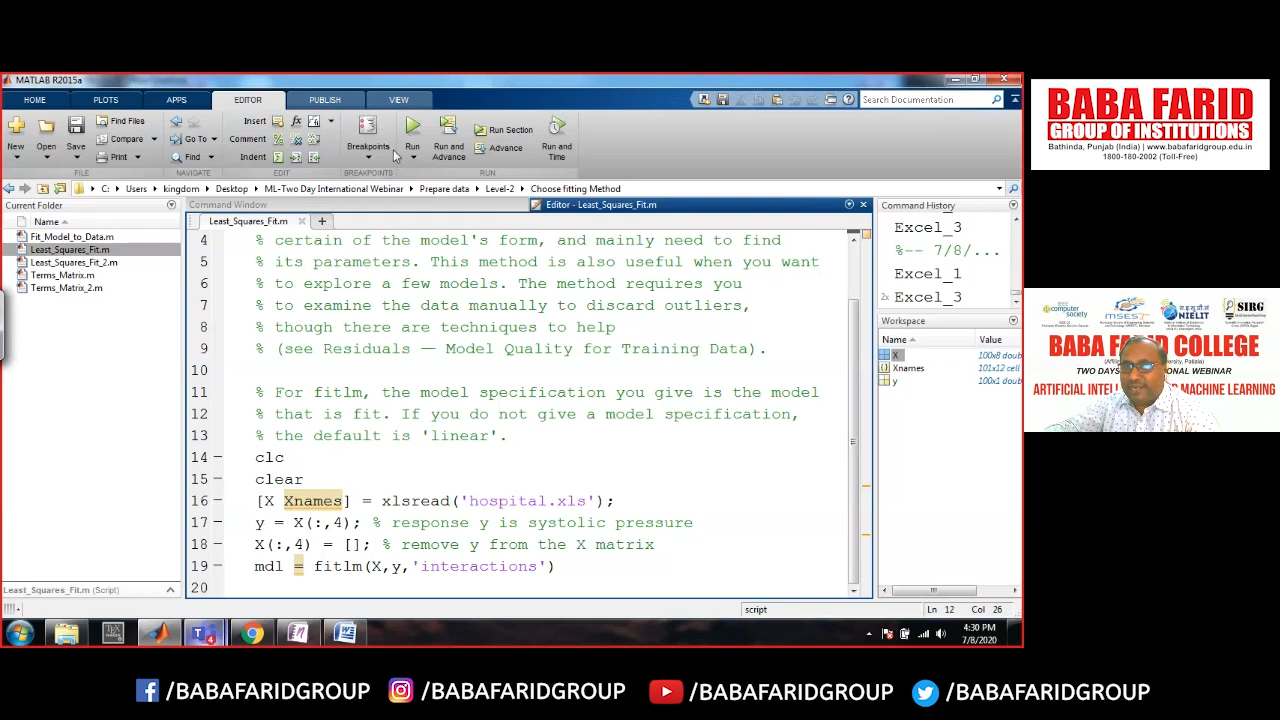 MATLAB R2015a
HOME
PLOTS
APPS
EDITOR
PUBLISH
VIEW
Search Documentation
New
Open
Save
Find Files
Compare
Print
Go To
Find
Insert
Comment
Indent
Breakpoints
Run
Run and Advance
Run Section
Advance
Run and Time
FILE
NAVIGATE
EDIT
BREAKPOINTS
RUN
C: Users kingdom Desktop ML-Two Day International Webinar Prepare data Level-2 Choose fitting Method
Current Folder
Name
Fit_Model_to_Data.m
Least_Squares_Fit.m
Least_Squares_Fit_2.m
Terms_Matrix.m
Terms_Matrix_2.m
Least_Squares_Fit.m (Script)
Command Window
Editor - Least_Squares_Fit.m
Least_Squares_Fit.m
4 % certain of the model's form, and mainly need to find
5 % its parameters. This method is also useful when you want
6 % to explore a few models. The method requires you
7 % to examine the data manually to discard outliers,
8 % though there are techniques to help
9 % (see Residuals — Model Quality for Training Data).
10
11 % For fitlm, the model specification you give is the model
12 % that is fit. If you do not give a model specification,
13 % the default is 'linear'.
14 clc
15 clear
16 [X Xnames] = xlsread('hospital.xls');
17 y = X(:,4); % response y is systolic pressure
18 X(:,4) = []; % remove y from the X matrix
19 mdl = fitlm(X,y,'interactions')
20
script
Ln 12 Col 26
Command History
Excel_3
%-- 7/8/...
Excel_1
2x Excel_3
Workspace
Name Value
X 100x8 doub
Xnames 101x12 cell
y 100x1 doub
4:30 PM
7/8/2020
BABA FARID
GROUP OF INSTITUTIONS
Bathinda, Punjab (India) | www.babafarid.edu.in
1800-180-2002 (Toll-Free)
computer society
MSEST
NIELIT
SIRG
BABA FARID COLLEGE
TWO DAYS
WEBINAR
MACHINE LEARNING
/BABAFARIDGROUP
/BABAFARIDGROUP
/BABAFARIDGROUP
/BABAFARIDGROUP